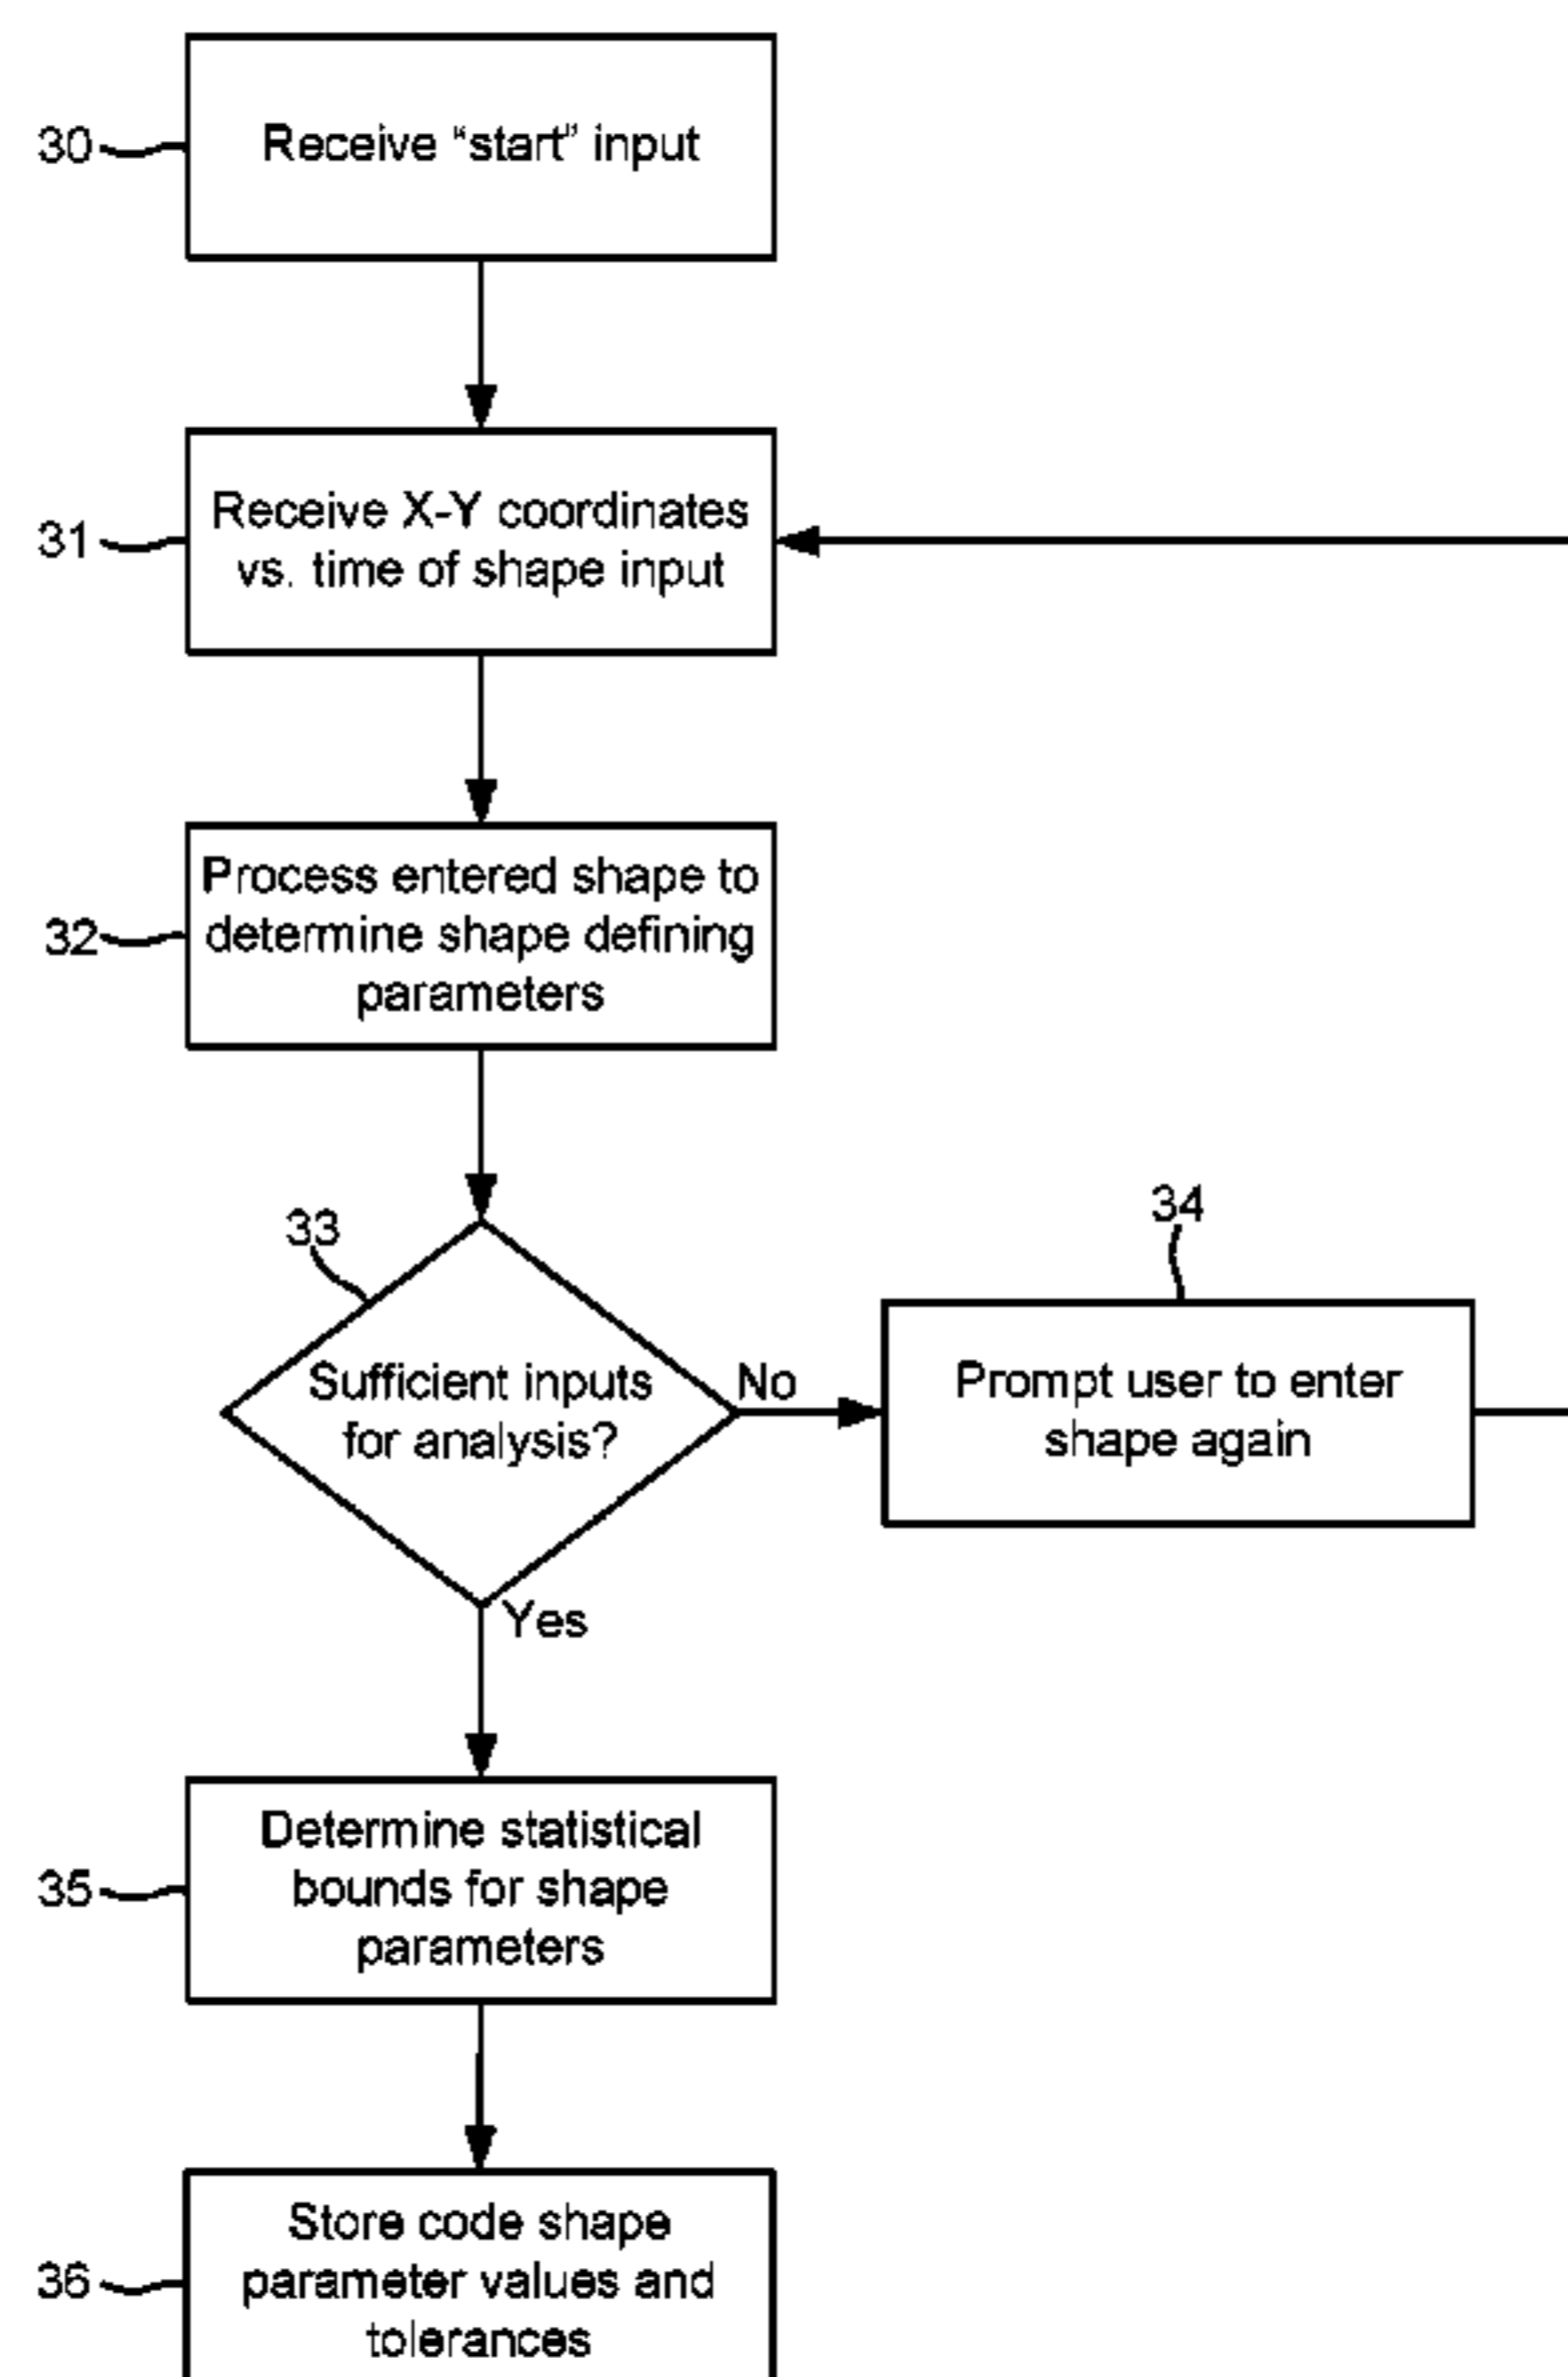 30
Receive “start” input
31
Receive X-Y coordinates
vs. time of shape input
32
Process entered shape to
determine shape defining
parameters
33
Sufficient inputs
for analysis?
No
34
Prompt user to enter
shape again
Yes
35
Determine statistical
bounds for shape
parameters
36
Store code shape
parameter values and
tolerances